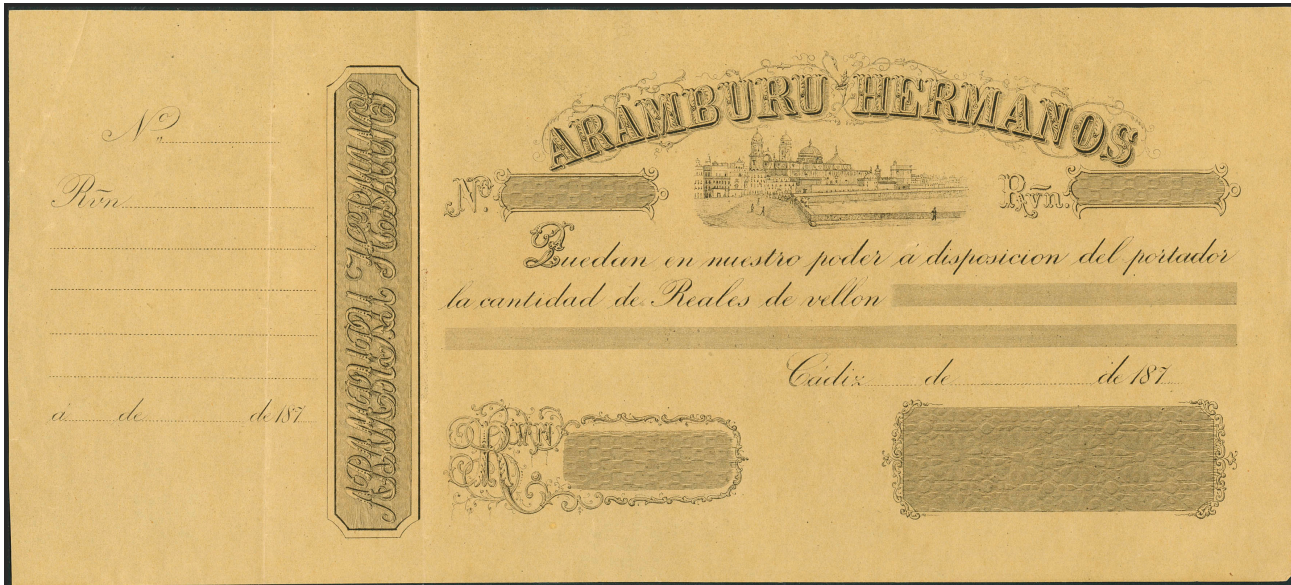 Nº
Rvn.
á de de 187
ARAMBURU HERMANOS
ARAMBURU HERMANOS
Nº
Rvn.
Quedan en nuestro poder a disposicion del portador
la cantidad de Reales de vellon
Cádiz de de 187
Son R.